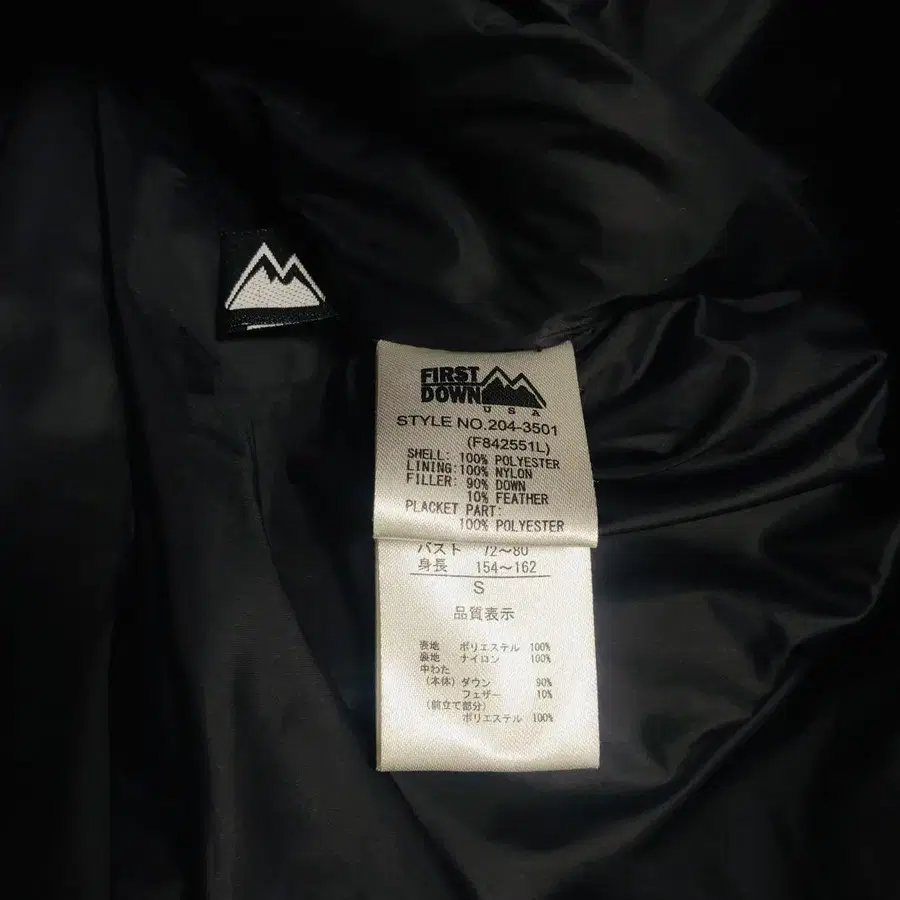 FIRST
DOWN
USA
STYLE NO.204-3501
(F842551L)
SHELL: 100% POLYESTER
LINING:100% NYLON
FILLER: 90% DOWN
10% FEATHER
PLACKET PART:
100% POLYESTER
バスト 72～80
身長 154～162
S
品質表示
表地 ポリエステル 100%
裏地 ナイロン 100%
中わた
(本体) ダウン 90%
フェザー 10%
(前立て部分)
ポリエステル 100%